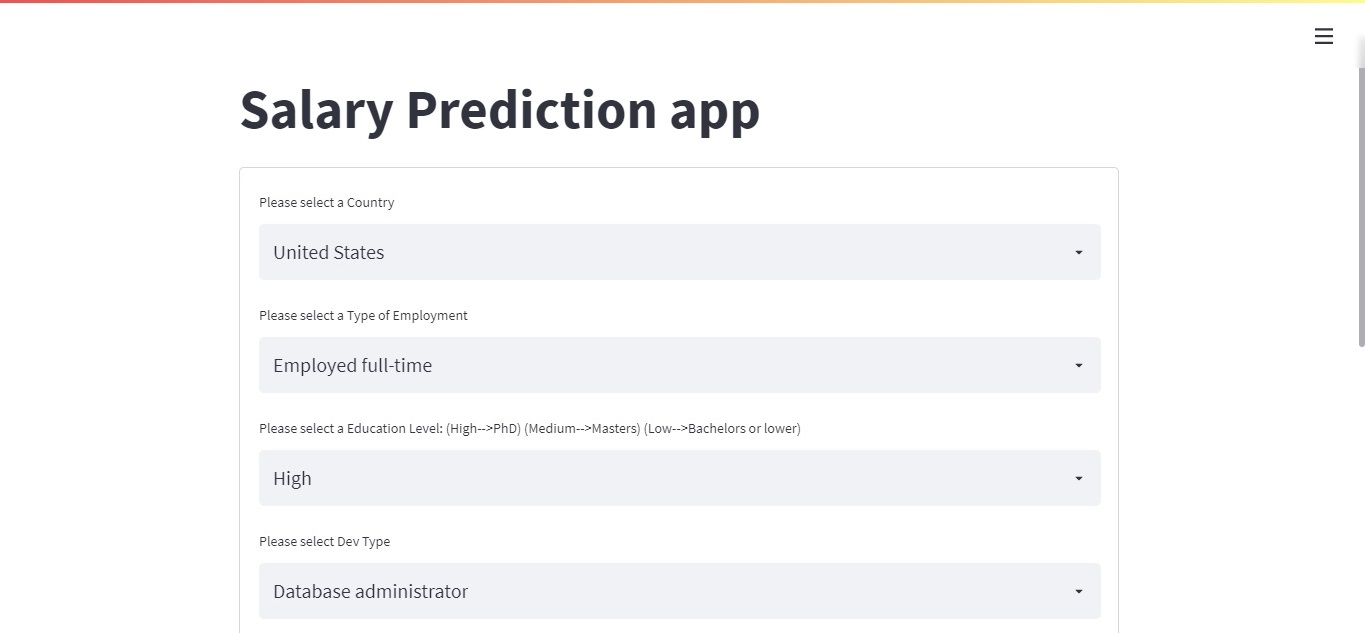 Salary Prediction app
Please select a Country
United States
Please select a Type of Employment
Employed full-time
Please select a Education Level: (High-->PhD) (Medium-->Masters) (Low-->Bachelors or lower)
High
Please select Dev Type
Database administrator